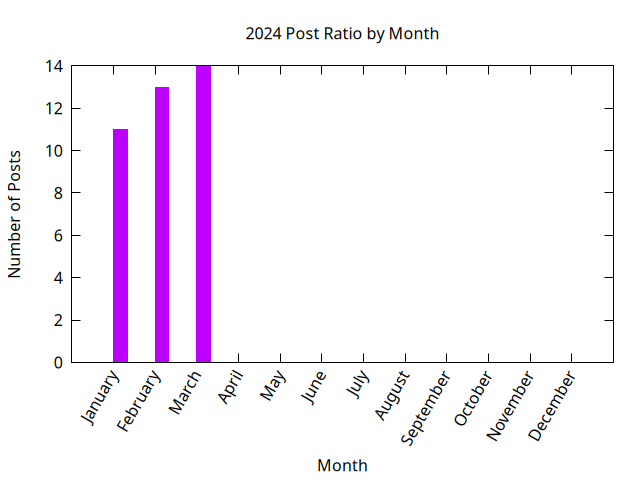 2024 Post Ratio by Month
14
12
10
8
6
4
2
0
Number of Posts
January
February
March
April
May
June
July
August
September
October
November
December
Month